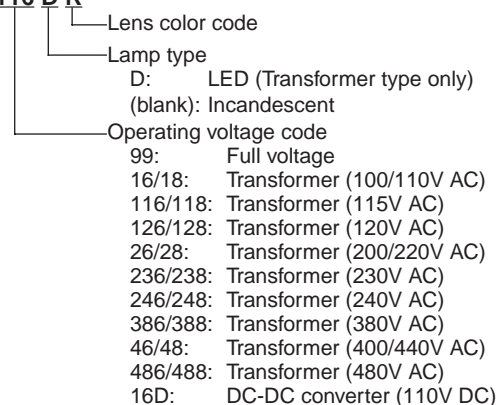 Lens color code
Lamp type
D: LED (Transformer type only)
(blank): Incandescent
Operating voltage code
99: Full voltage
16/18: Transformer (100/110V AC)
116/118: Transformer (115V AC)
126/128: Transformer (120V AC)
26/28: Transformer (200/220V AC)
236/238: Transformer (230V AC)
246/248: Transformer (240V AC)
386/388: Transformer (380V AC)
46/48: Transformer (400/440V AC)
486/488: Transformer (480V AC)
16D: DC-DC converter (110V DC)